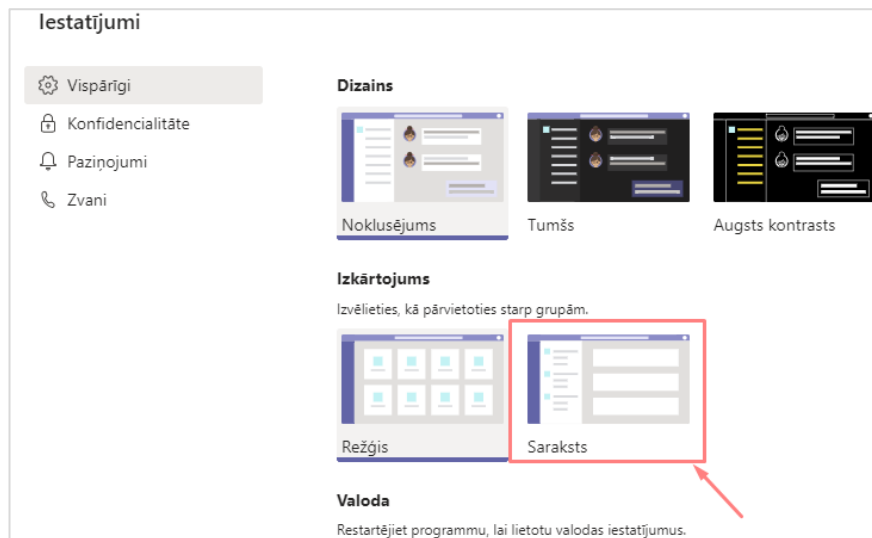 Iestatījumi
Vispārīgi
Konfidencialitāte
Paziņojumi
Zvani
Dizains
Noklusējums
Tumšs
Augsts kontrasts
Izkārtojums
Izvēlieties, kā pārvietoties starp grupām.
Režģis
Saraksts
Valoda
Restartējiet programmu, lai lietotu valodas iestatījumus.